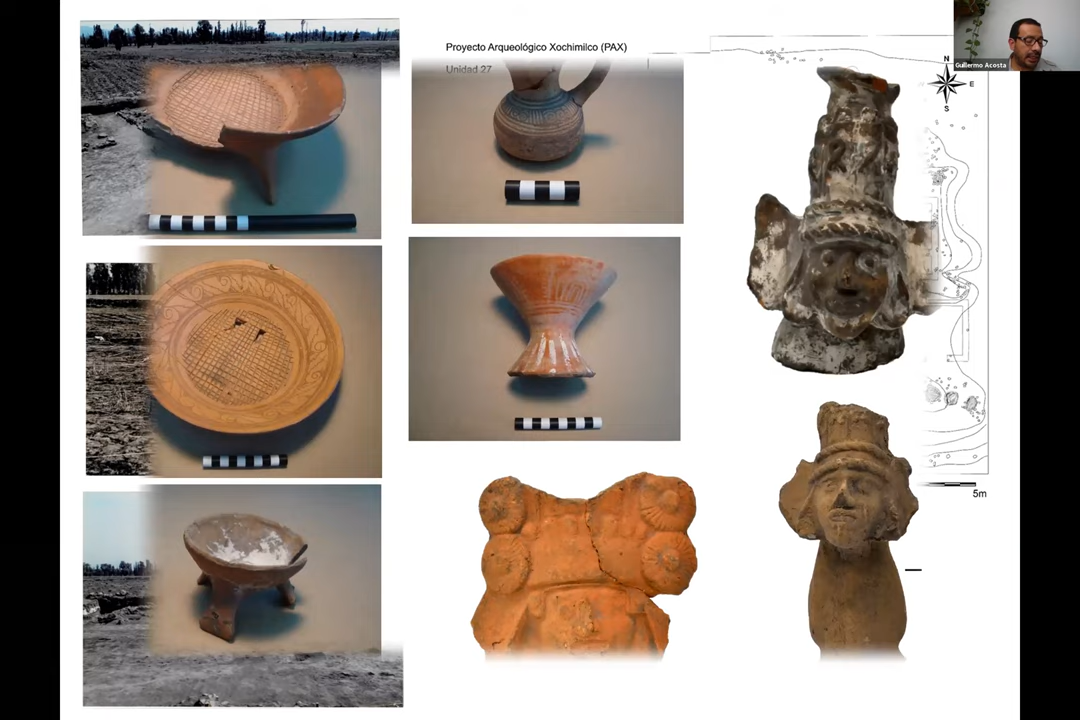 Proyecto Arqueológico Xochimilco (PAX)
Unidad 27
Guillermo Acosta
N
E
S
5m